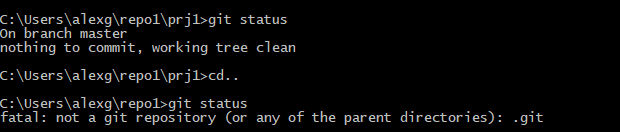 C:\Users\alexg\repo1\prj1>git status
On branch master
nothing to commit, working tree clean
C:\Users\alexg\repo1\prj1>cd..
C:\Users\alexg\repo1>git status
fatal: not a git repository (or any of the parent directories): .git